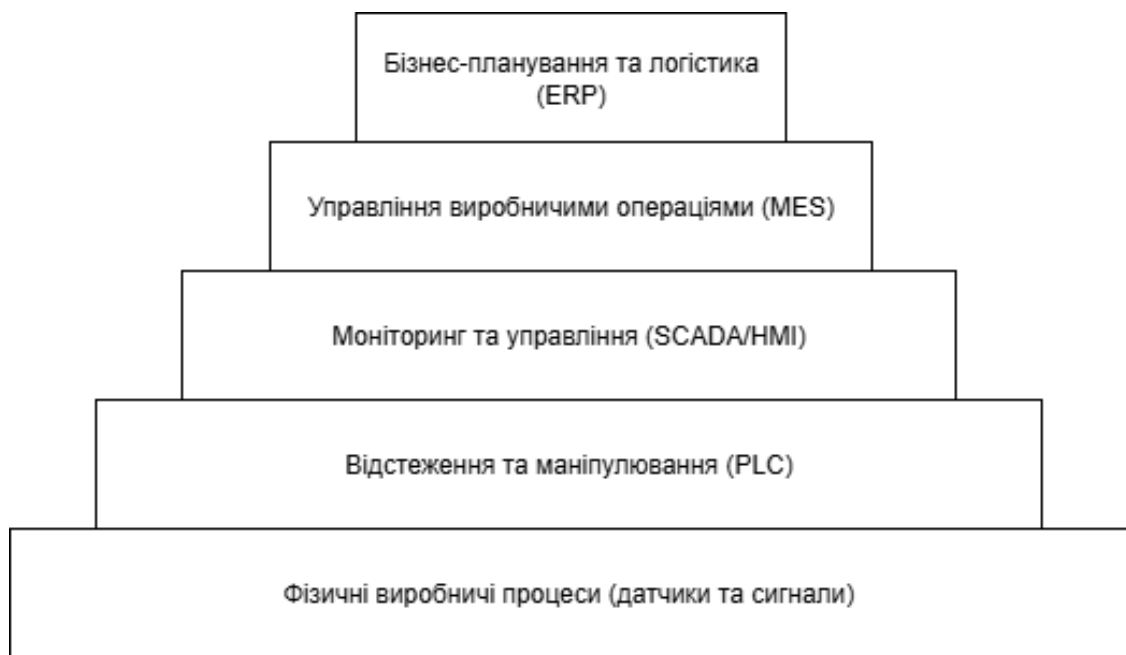 Бізнес-планування та логістика
(ERP)
Управління виробничими операціями (MES)
Моніторинг та управління (SCADA/HMI)
Відстеження та маніпулювання (PLC)
Фізичні виробничі процеси (датчики та сигнали)